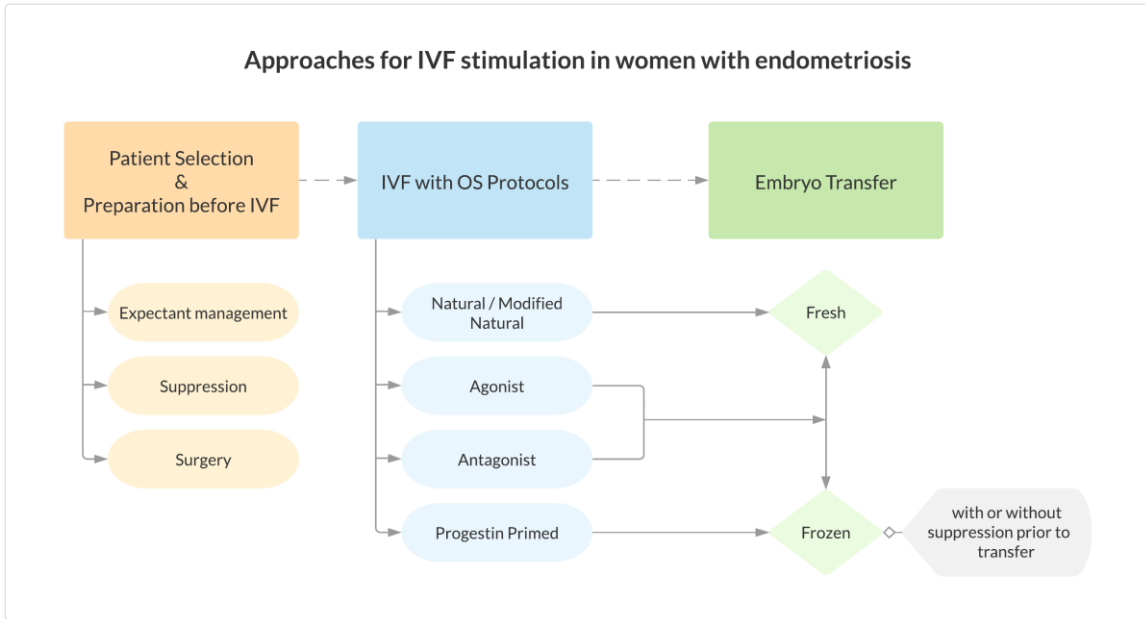 Approaches for IVF stimulation in women with endometriosis
Patient Selection
&
Preparation before IVF
IVF with OS Protocols
Embryo Transfer
Expectant management
Suppression
Surgery
Natural / Modified
Natural
Agonist
Antagonist
Progestin Primed
Fresh
Frozen
with or without
suppression prior to
transfer